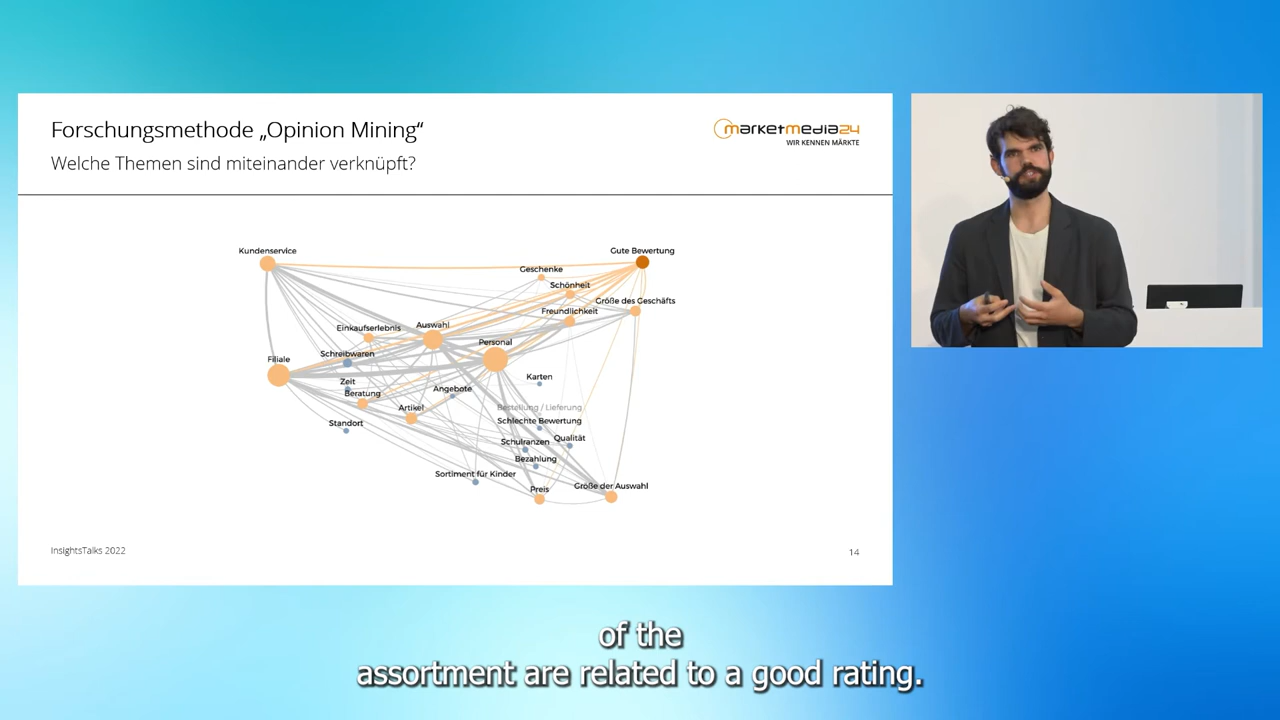 Forschungsmethode „Opinion Mining“
marketmedia24
WIR KENNEN MÄRKTE
Welche Themen sind miteinander verknüpft?
Kundenservice
Gute Bewertung
Geschenke
Schönheit
Größe des Geschäfts
Freundlichkeit
Auswahl
Einkaufserlebnis
Personal
Schreibwaren
Filiale
Karten
Zeit
Angebote
Beratung
Artikel
Bestellung / Lieferung
Schlechte Bewertung
Standort
Schulranzen
Qualität
Bezahlung
Sortiment für Kinder
Preis
Größe der Auswahl
InsightsTalks 2022
14
of the
assortment are related to a good rating.